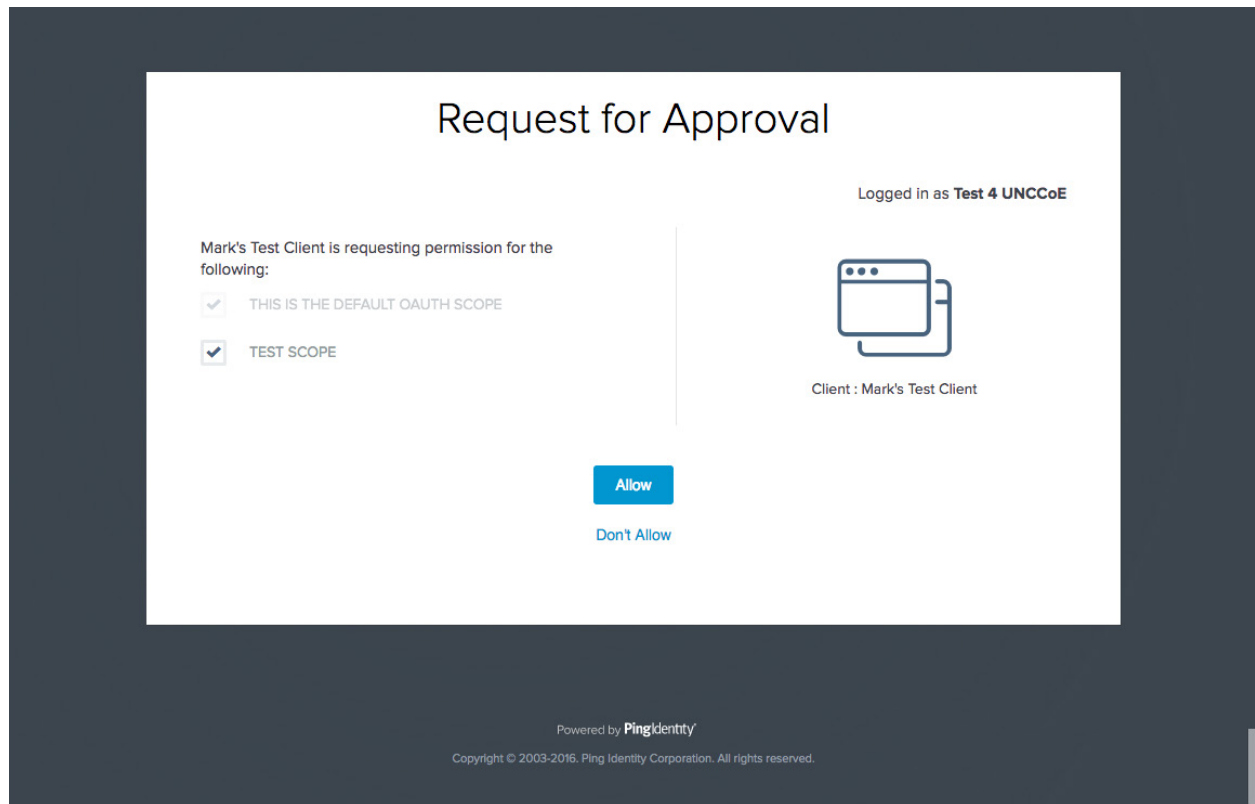 Request for Approval
Logged in as Test 4 UNCCoE
Mark's Test Client is requesting permission for the
following:
THIS IS THE DEFAULT OAUTH SCOPE
TEST SCOPE
Client : Mark's Test Client
Allow
Don't Allow
Powered by PingIdentity®
Copyright © 2003-2016. Ping Identity Corporation. All rights reserved.